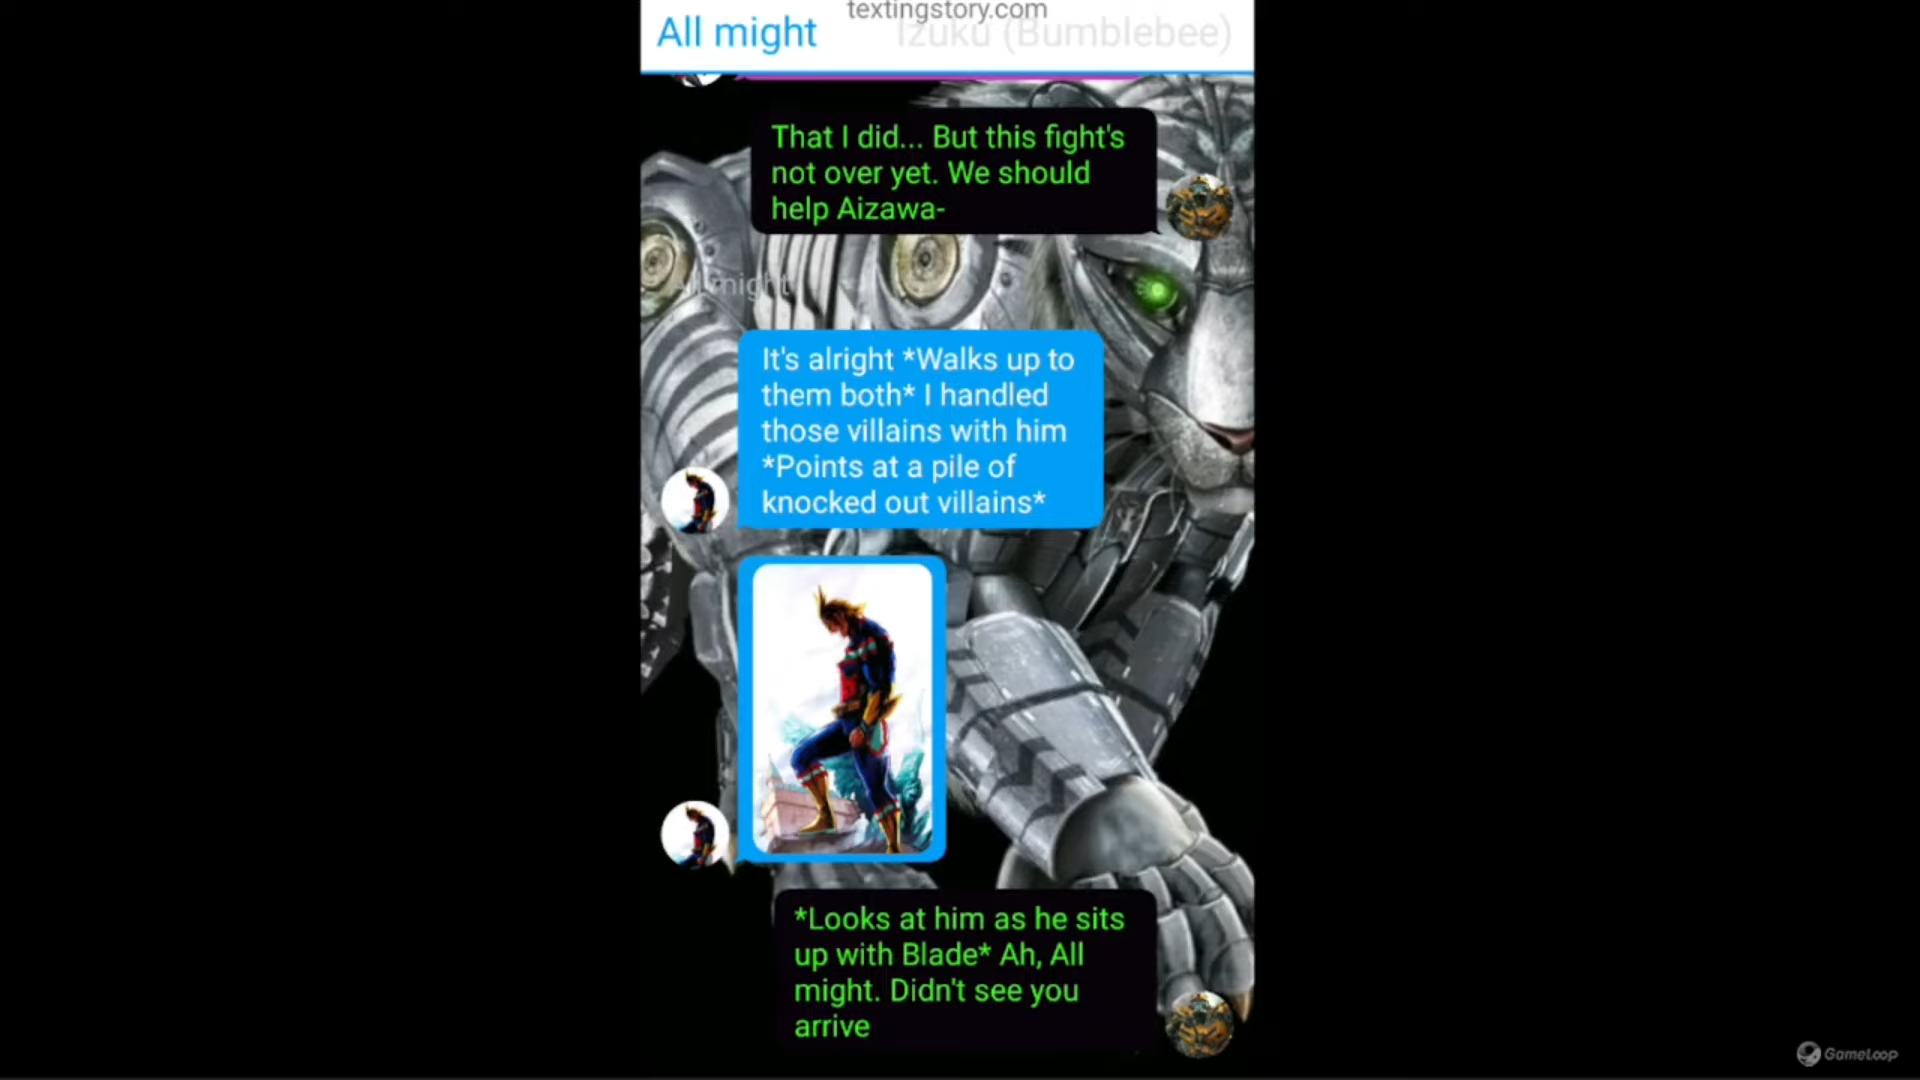 textingstory.com
All might
Izuku (Bumblebee)
That I did... But this fight's
not over yet. We should
help Aizawa-
All might
It's alright *Walks up to
them both* I handled
those villains with him
*Points at a pile of
knocked out villains*
*Looks at him as he sits
up with Blade* Ah, All
might. Didn't see you
arrive
GameLoop